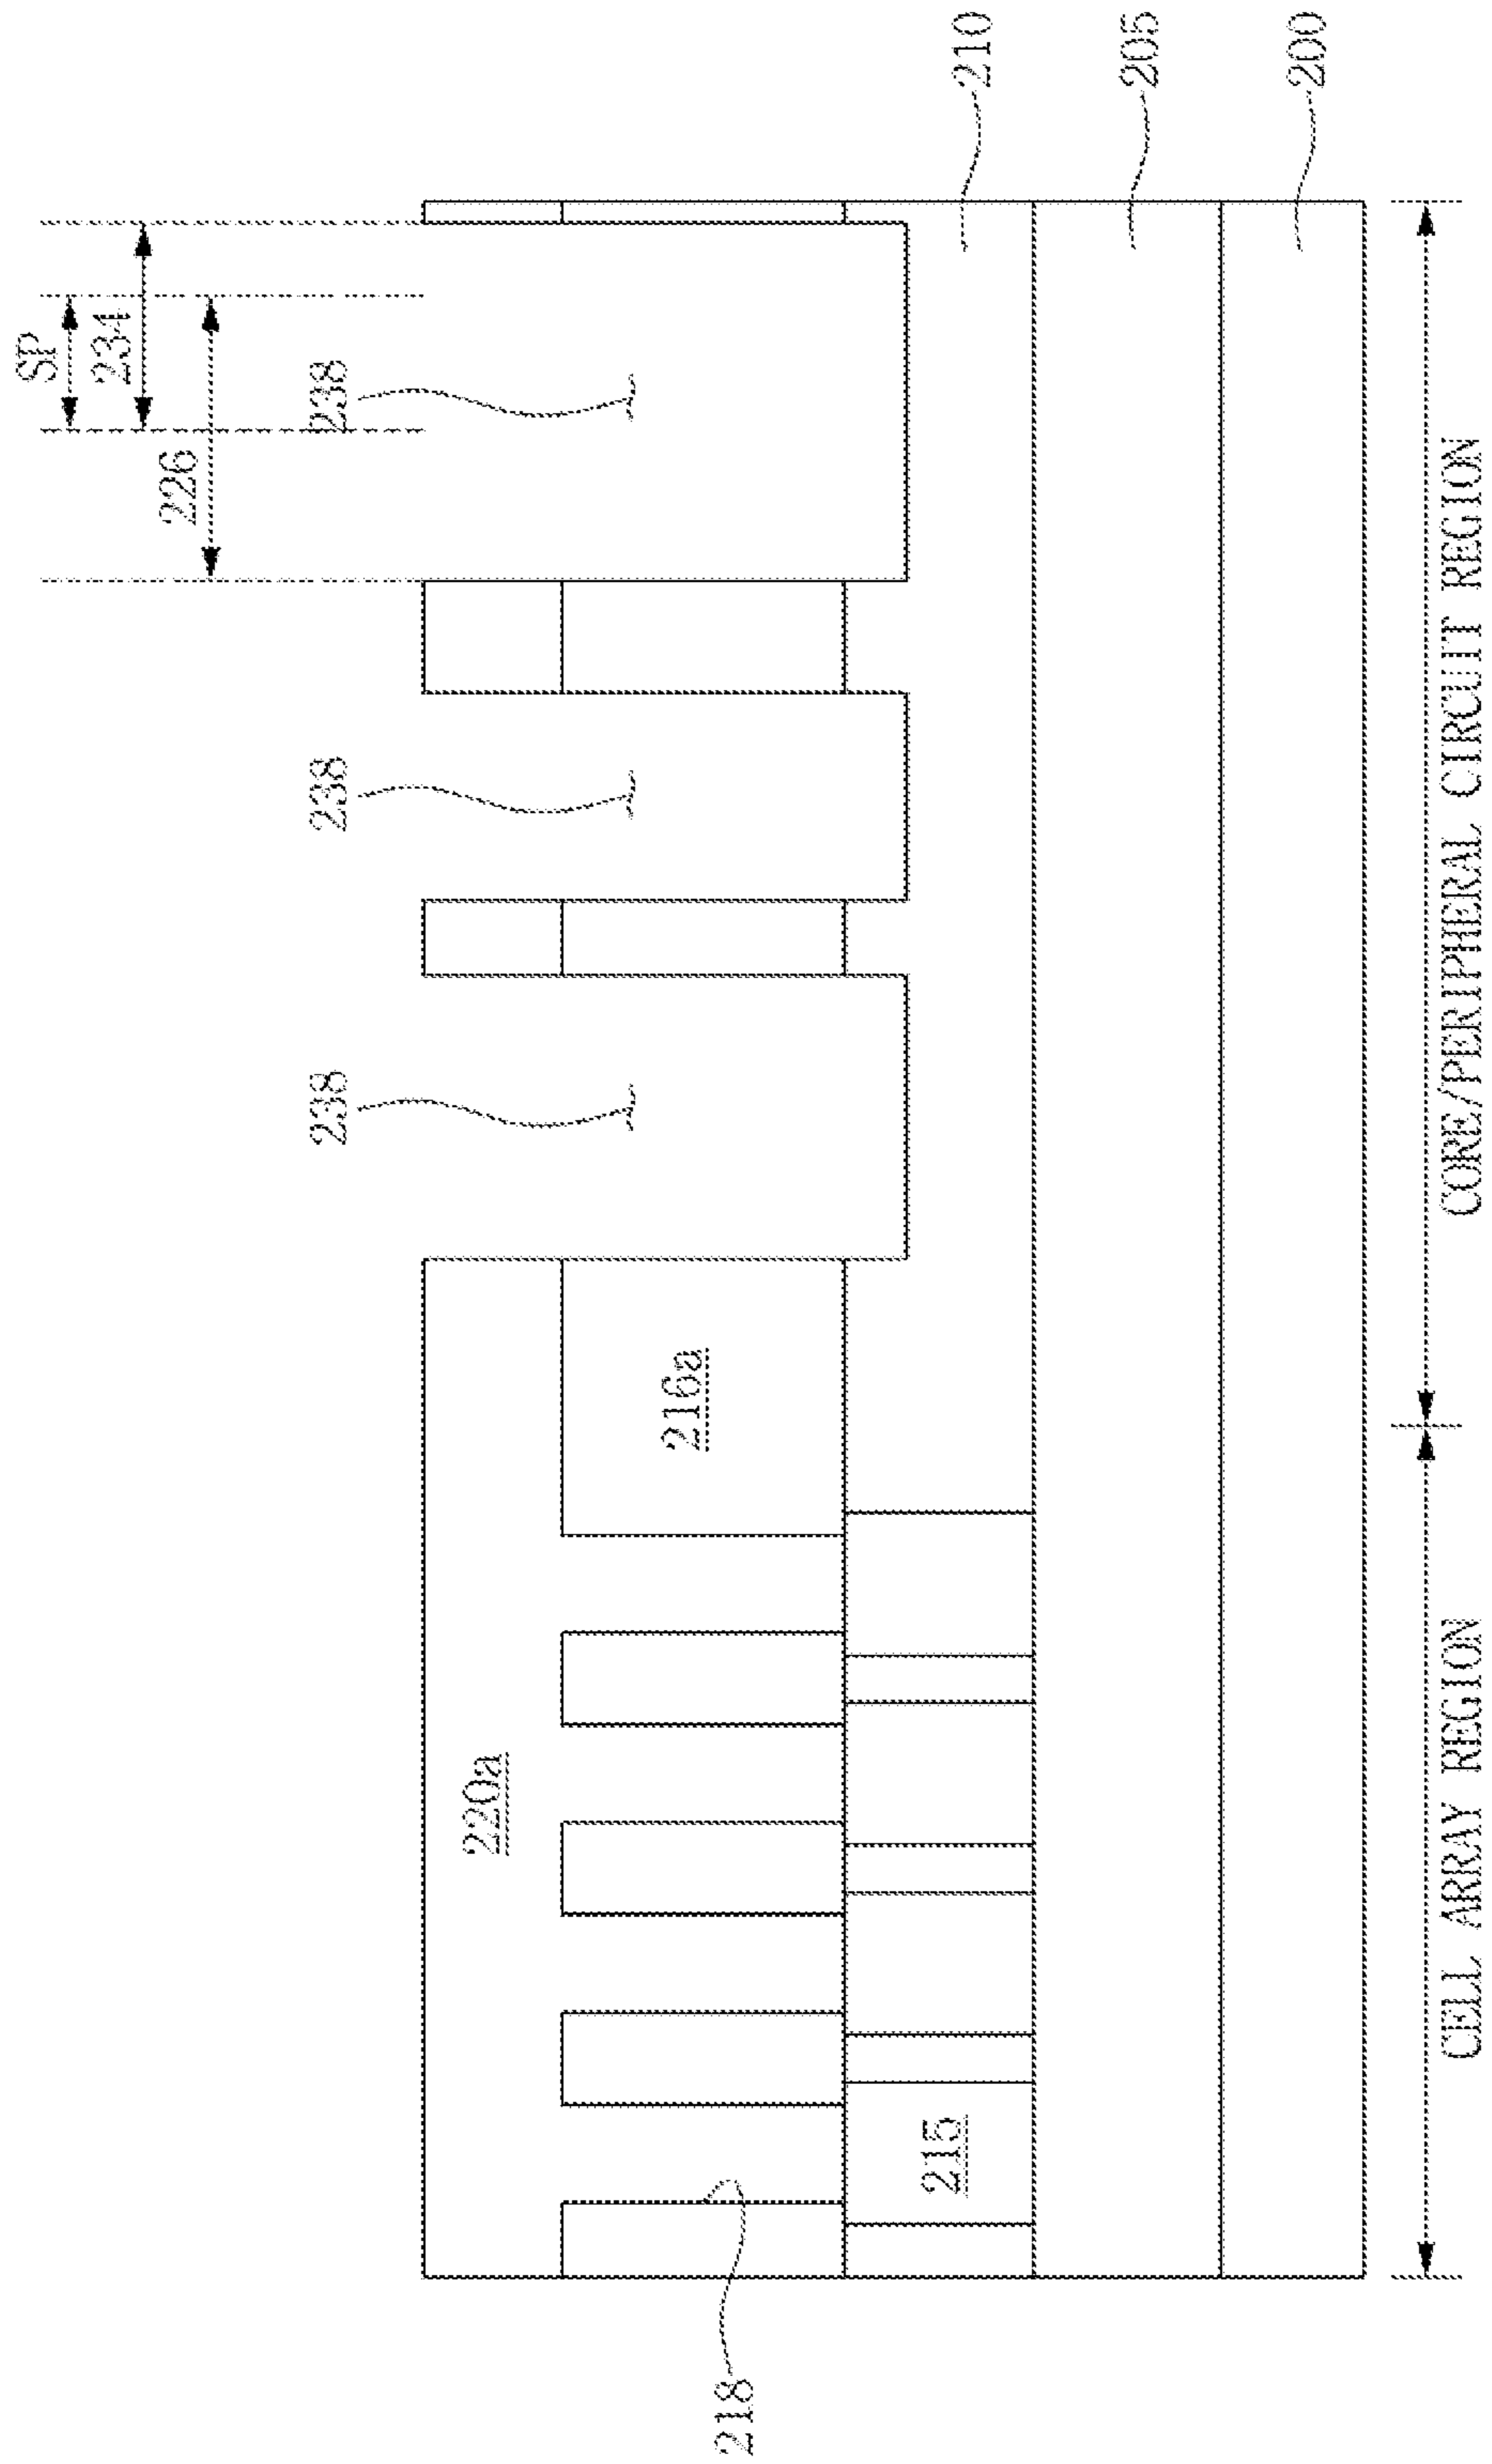 SP
234
226
238
238
238
210
205
200
216a
220a
215
218
CELL ARRAY REGION
CORE/PERIPHERAL CIRCUIT REGION